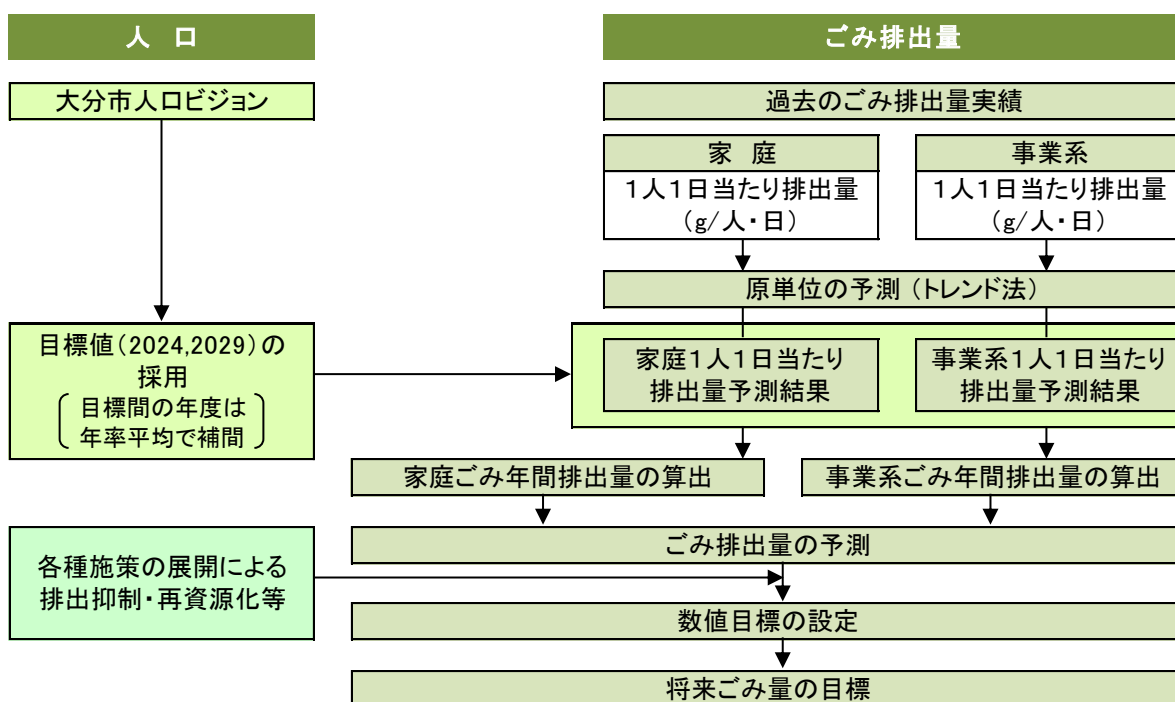 人 口
ごみ排出量
大分市人口ビジョン
過去のごみ排出量実績
家 庭
事業系
1人1日当たり排出量
(g/人・日)
1人1日当たり排出量
(g/人・日)
原単位の予測(トレンド法)
目標値(2024,2029)の
採用
目標間の年度は
年率平均で補間
家庭1人1日当たり
排出量予測結果
事業系1人1日当たり
排出量予測結果
家庭ごみ年間排出量の算出
事業系ごみ年間排出量の算出
各種施策の展開による
排出抑制・再資源化等
ごみ排出量の予測
数値目標の設定
将来ごみ量の目標